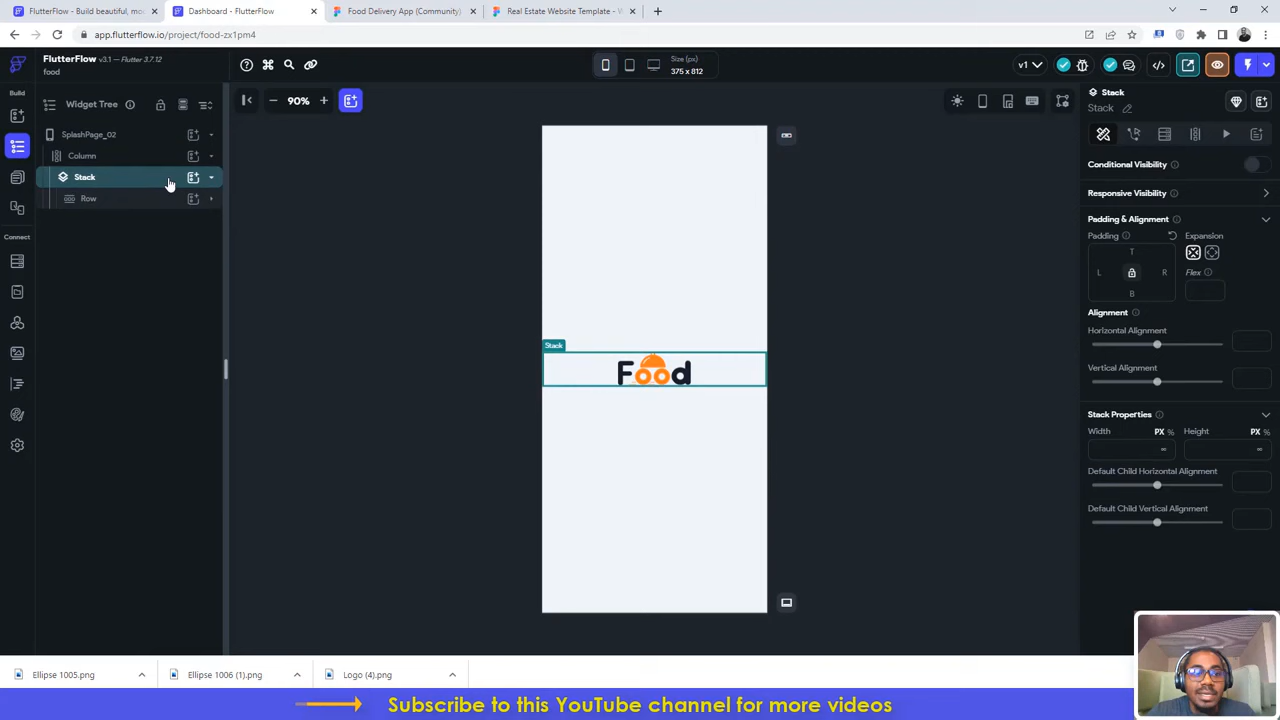 FlutterFlow - Build beautiful, mo
Dashboard - FlutterFlow
Food Delivery App (Community)
Real Estate Website Template - W
app.flutterflow.io/project/food-zx1pm4
FlutterFlow v3.1 — Flutter 3.7.12
food
Size (px)
375 x 812
v1
Build
Widget Tree
90%
SplashPage_02
Column
Stack
Row
Connect
Stack
Food
Stack
Stack
Conditional Visibility
Responsive Visibility
Padding & Alignment
Padding
Expansion
T
L
R
B
Flex
Alignment
Horizontal Alignment
Vertical Alignment
Stack Properties
Width PX %
Height PX %
∞
∞
Default Child Horizontal Alignment
Default Child Vertical Alignment
Ellipse 1005.png
Ellipse 1006 (1).png
Logo (4).png
Subscribe to this YouTube channel for more videos